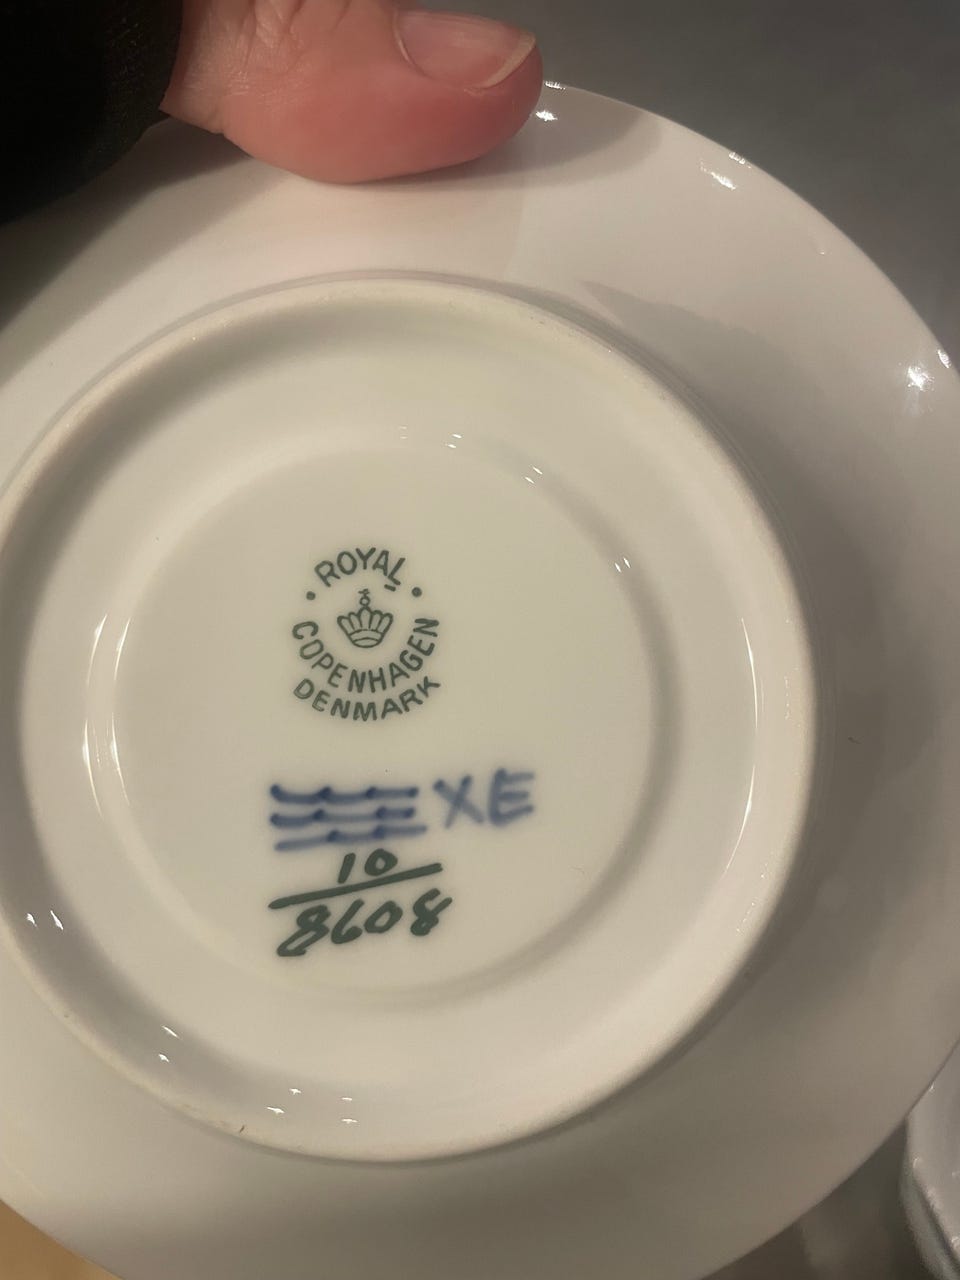 ROYAL
COPENHAGEN
DENMARK
XE
10
8608